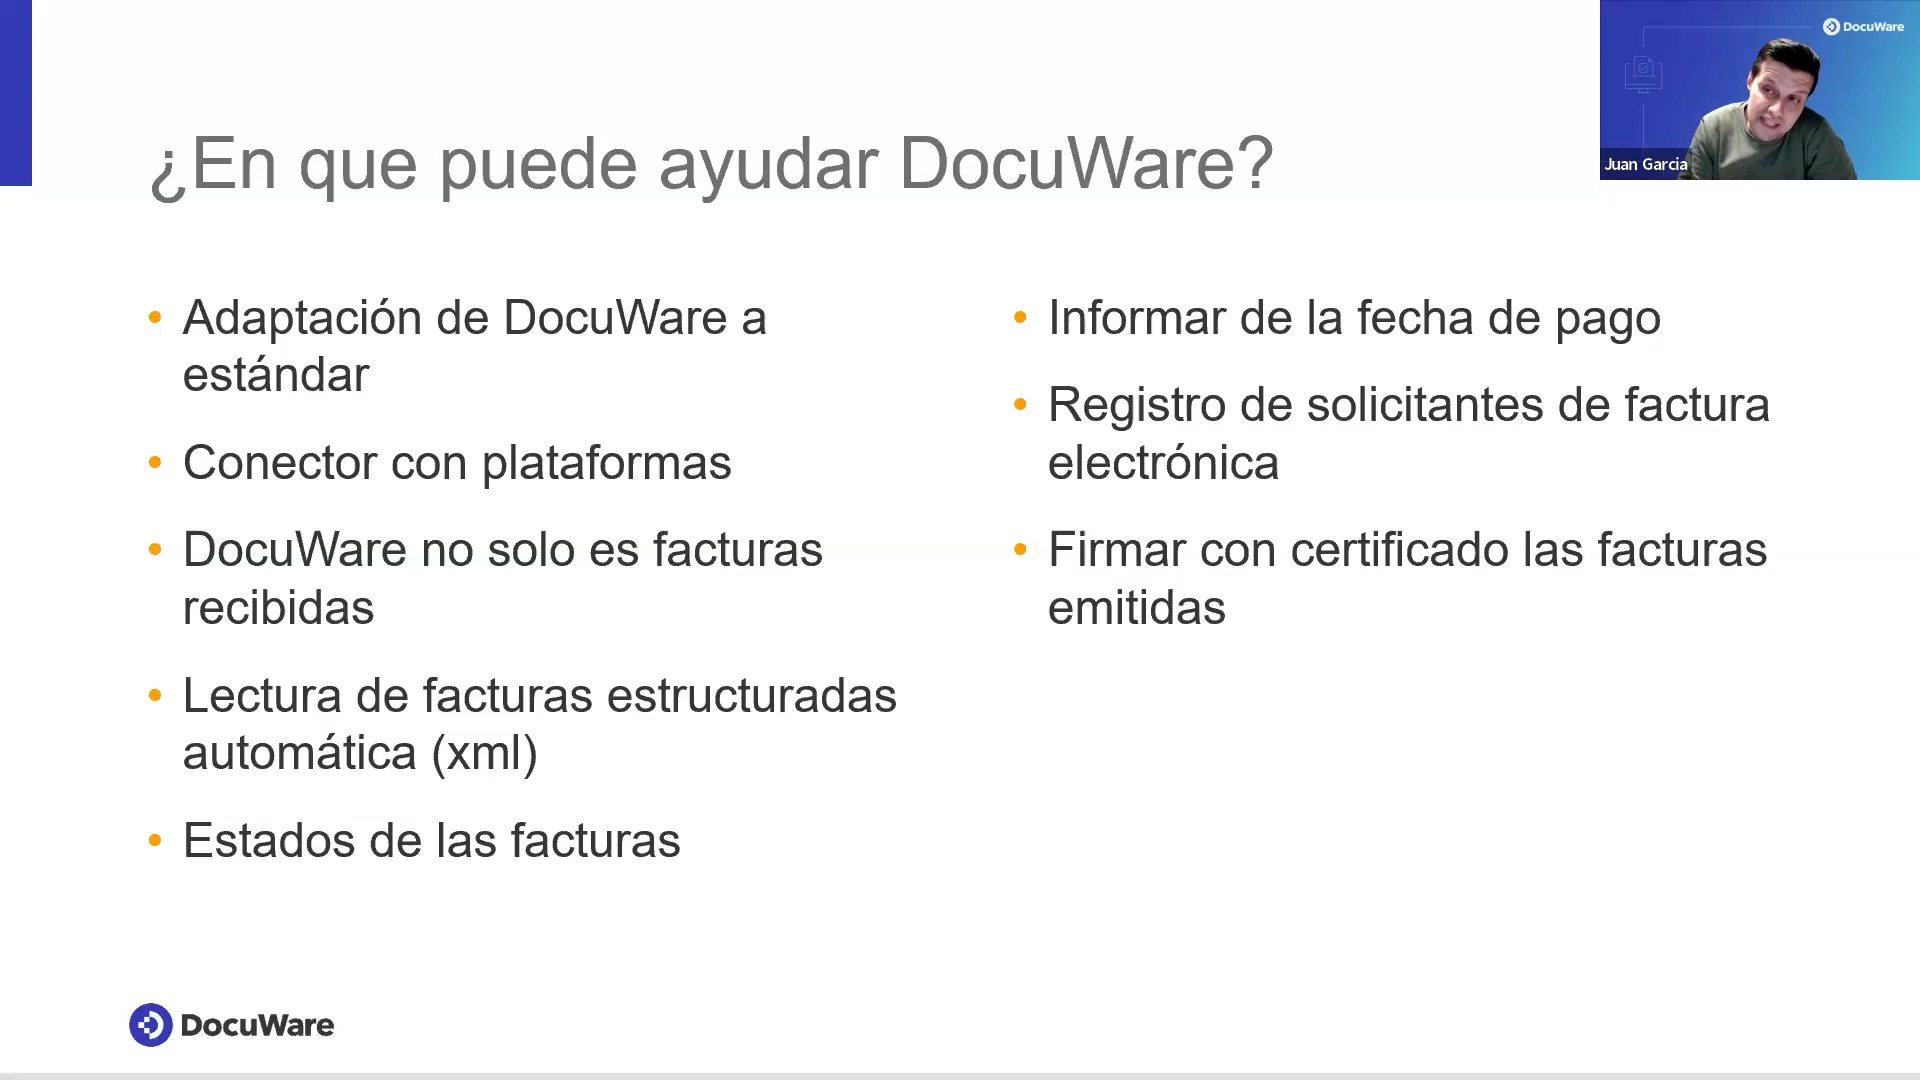 DocuWare
Juan Garcia
¿En que puede ayudar DocuWare?
• Adaptación de DocuWare a
estándar
• Conector con plataformas
• DocuWare no solo es facturas
recibidas
• Lectura de facturas estructuradas
automática (xml)
• Estados de las facturas
• Informar de la fecha de pago
• Registro de solicitantes de factura
electrónica
• Firmar con certificado las facturas
emitidas
DocuWare